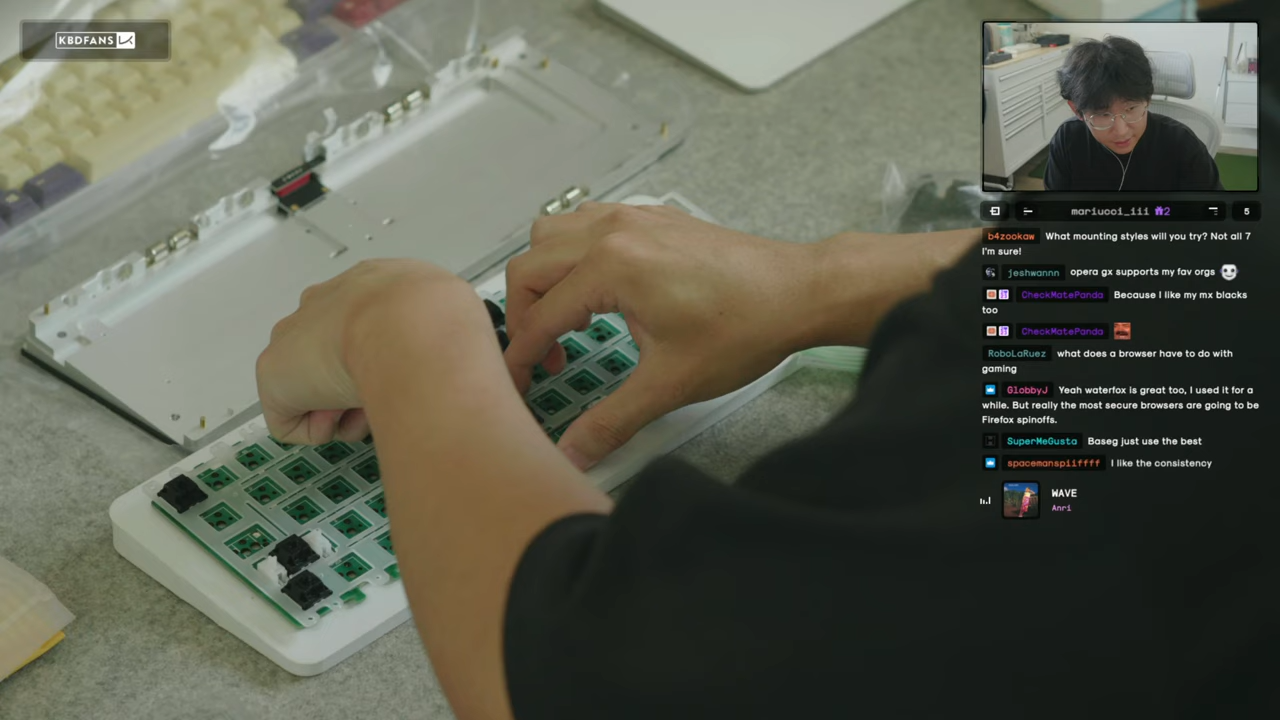 KBDFANS
mariucci_iii 2
5
b4zookaw What mounting styles will you try? Not all 7
I'm sure!
jeshwannn opera gx supports my fav orgs
CheckMatePanda Because I like my mx blacks
too
CheckMatePanda
RoboLaRuez what does a browser have to do with
gaming
GlobbyJ Yeah waterfox is great too, I used it for a
while. But really the most secure browsers are going to be
Firefox spinoffs.
SuperMeGusta Baseg just use the best
spacemanspiiffff I like the consistency
WAVE
Anri